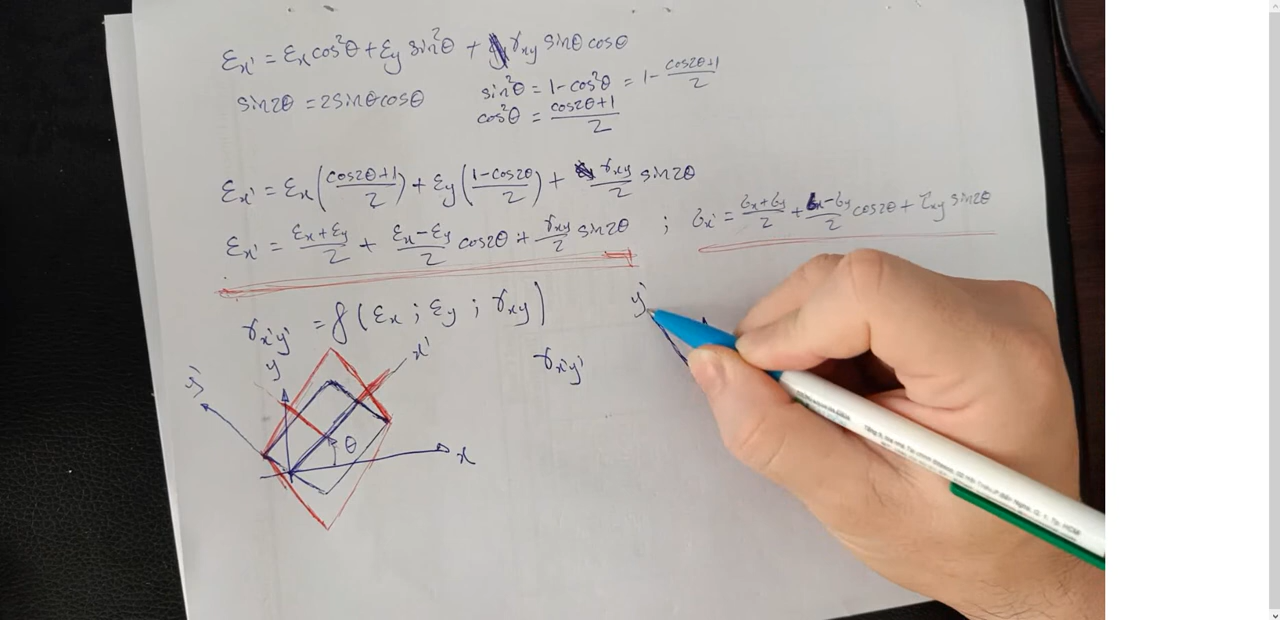 εx' = εx cos²θ + εy sin²θ + γxy sinθ cosθ
sin2θ = 2sinθcosθ
sin²θ = 1 - cos²θ = 1 - (cos2θ+1)/2
cos²θ = (cos2θ+1)/2
εx' = εx((cos2θ+1)/2) + εy((1-cos2θ)/2) + γxy/2 sin2θ
εx' = (εx+εy)/2 + (εx-εy)/2 cos2θ + γxy/2 sin2θ ; σx' = (σx+σy)/2 + (σx-σy)/2 cos2θ + τxy sin2θ
γx'y' = f(εx ; εy ; γxy)
γx'y'
y'
y'
y
x'
θ
x